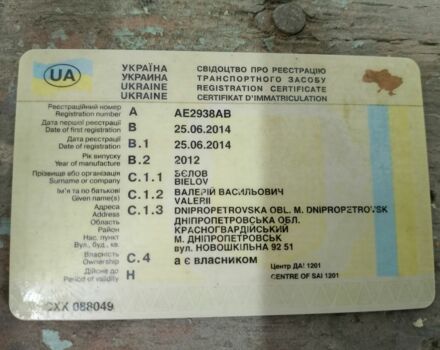 UA
УКРАЇНА СВІДОЦТВО ПРО РЕЄСТРАЦІЮ
УКРАИНА ТРАНСПОРТНОГО ЗАСОБУ
UKRAINE REGISTRATION CERTIFICATE
UKRAINE CERTIFIKAT D'IMMATRICULATION
Реєстраційний номер
Registration number A AE2938AB
Дата першої реєстрації
Date of first registration B 25.06.2014
Дата реєстрації
Date of registration B.1 25.06.2014
Рік випуску
Year of manufacture B.2 2012
Прізвище або організація C.1.1 БЄЛОВ
Surname or company BIELOV
Ім'я та по батькові C.1.2 ВАЛЕРІЙ ВАСИЛЬОВИЧ
Given name(s) VALERII
Адреса C.1.3 DNIPROPETROVSKA OBL. M. DNIPROPETROVSK
Address ДНІПРОПЕТРОВСЬКА ОБЛ.
Область КРАСНОГВАРДІЙСЬКИЙ
Район М. ДНІПРОПЕТРОВСЬК
Нас. пункт ВУЛ. НОВОШКІЛЬНА 92 51
Вул., буд., кв.
Власність
Ownership C.4 а є власником Центр ДАІ 1201
Дійсне до
Period of validity H CENTRE OF SAI 1201
СХХ 088049